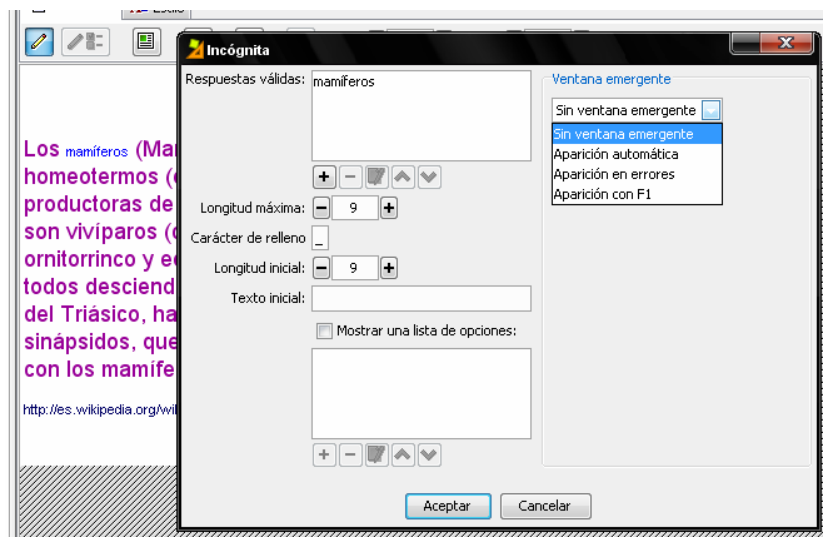 Estilo
Incógnita
Respuestas válidas:
mamíferos
Longitud máxima:
9
Carácter de relleno
_
Longitud inicial:
9
Texto inicial:
Mostrar una lista de opciones:
Aceptar
Cancelar
Ventana emergente
Sin ventana emergente
Sin ventana emergente
Aparición automática
Aparición en errores
Aparición con F1
Los mamíferos (Ma
homeotermos (
productoras de
son vivíparos (
ornitorrinco y e
todos desciend
del Triásico, ha
sinápsidos, que
con los mamífe
http://es.wikipedia.org/wi